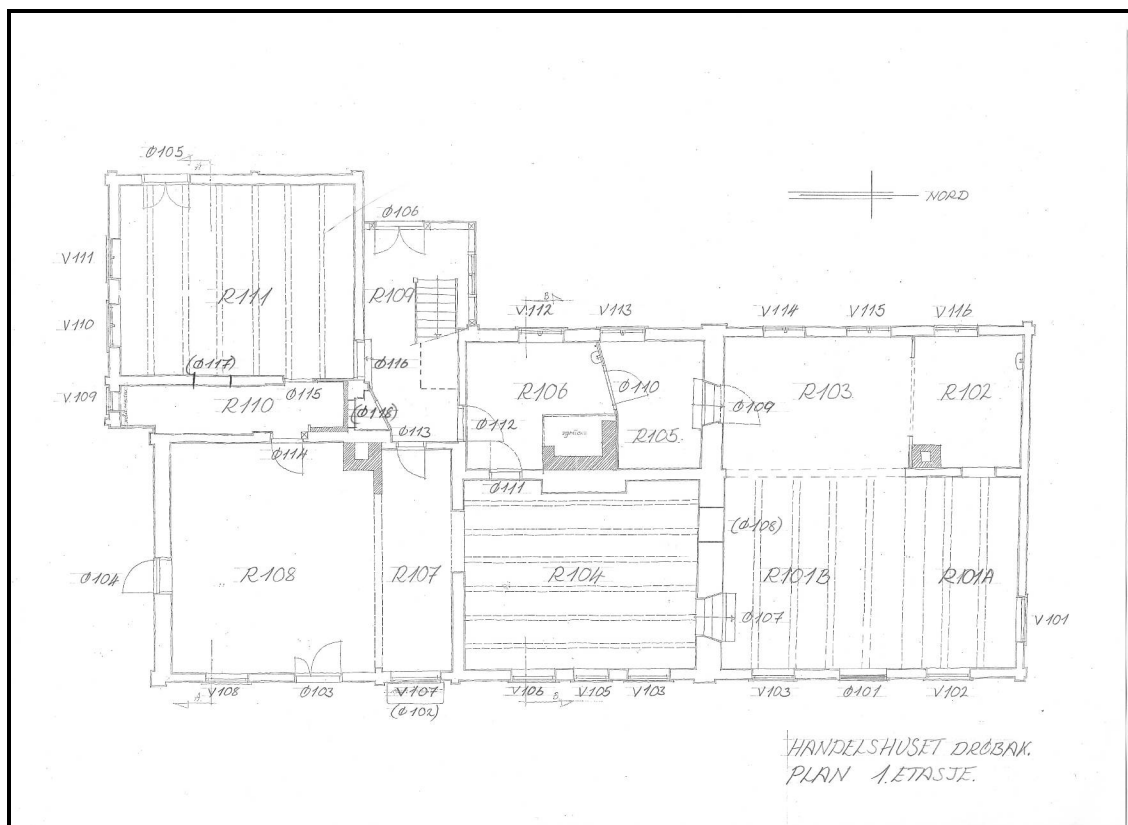 Ø105
A
Ø106
NORD
V111
R111
R109
B
V112
V113
V114
V115
V116
V110
(Ø117)
Ø116
R106
Ø110
R103
R102
V109
R110
Ø115
(Ø118)
Ø109
Ø112
R105
Ø113
Ø114
Ø111
(Ø108)
Ø104
R108
R107
R104
R101B
R101A
Ø107
V101
V108
Ø103
V107
V106
V105
V103
V103
Ø101
V102
A
(Ø102)
B
HANDELSHUSET DRØBAK.
PLAN 1.ETASJE.